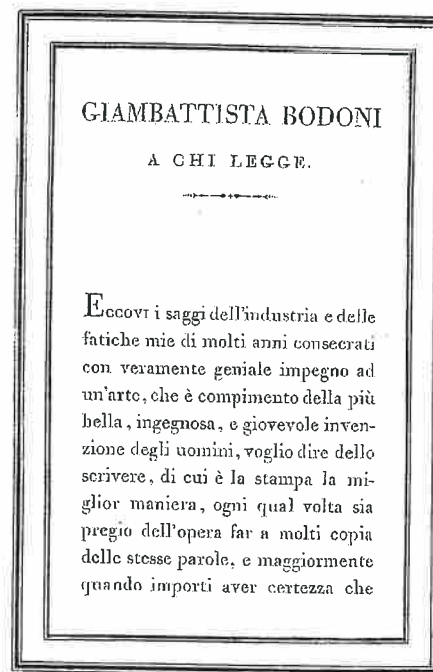 GIAMBATTISTA BODONI
A CHI LEGGE.
Eccovi i saggi dell'industria e delle
fatiche mie di molti anni consecrati
con veramente geniale impegno ad
un'arte, che è compimento della più
bella, ingegnosa, e giovevole inven-
zione degli uomini, voglio dire dello
scrivere, di cui è la stampa la mi-
glior maniera, ogni qual volta sia
pregio dell'opera far a molti copia
delle stesse parole, e maggiormente
quando importi aver certezza che